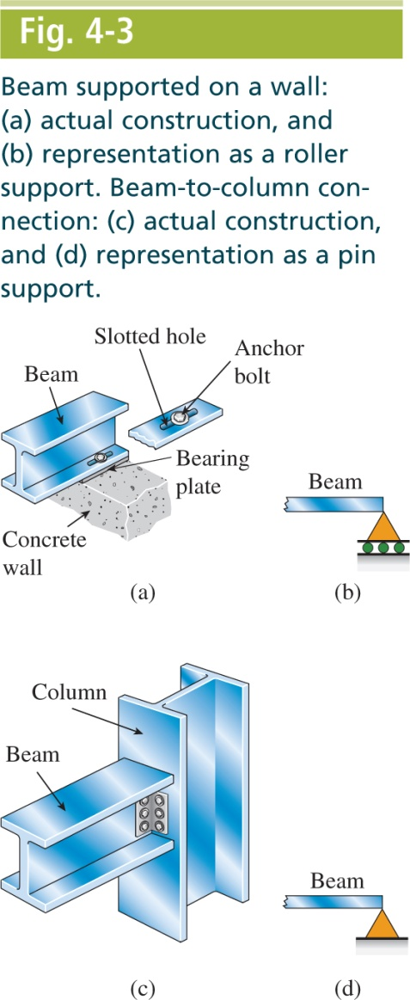 Fig. 4-3
Beam supported on a wall:
(a) actual construction, and
(b) representation as a roller
support. Beam-to-column con-
nection: (c) actual construction,
and (d) representation as a pin
support.
Slotted hole
Anchor
bolt
Beam
Bearing
plate
Concrete
wall
(a)
Beam
(b)
Column
Beam
(c)
Beam
(d)